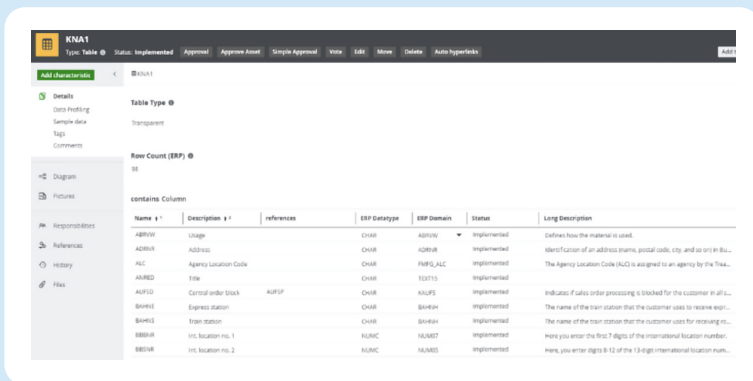 KNA1
Type: Table Status: Implemented Approval Approve Asset Simple Approval Vote Edit Move Delete Auto hyperlinks Add
Add characteristic
KNA1
Details
Data Profiling
Sample data
Tags
Comments
Diagram
Pictures
Responsibilities
References
History
Files
Table Type
Transparent
Row Count (ERP)
98
contains Column
Name Description references ERP Datatype ERP Domain Status Long Description
ABRVW Usage CHAR ABRVW Implemented Defines how the material is used.
ADRNR Address CHAR ADRNR Implemented Identification of an address (name, postal code, city, and so on) in Bu...
ALC Agency Location Code CHAR FMFG_ALC Implemented The Agency Location Code (ALC) is assigned to an agency by the Trea...
ANRED Title CHAR TEXT15 Implemented
AUFSD Central order block AUFSP CHAR KAUFS Implemented Indicates if sales order processing is blocked for the customer in all s...
BAHNE Express station CHAR BAHNH Implemented The name of the train station that the customer uses to receive expr...
BAHNS Train station CHAR BAHNH Implemented The name of the train station that the customer uses for receiving ro...
BBBNR Int. location no. 1 NUMC NUM07 Implemented Here you enter the first 7 digits of the international location number.
BBSNR Int. location no. 2 NUMC NUM05 Implemented Here, you enter digits 8-12 of the 13-digit international location num...